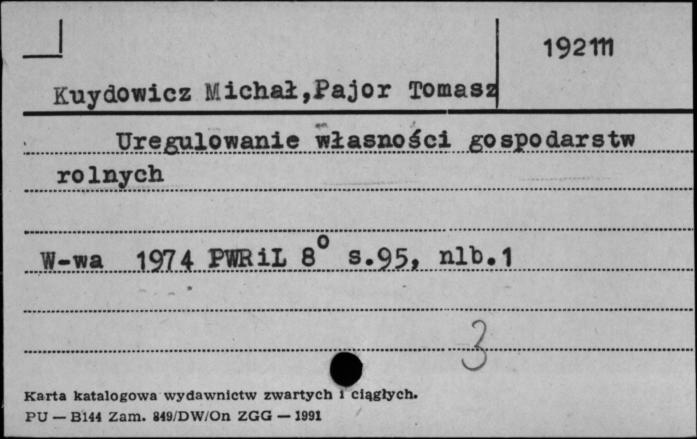 192111
Kuydowicz Michał,Pajor Tomasz
Uregulowanie własności gospodarstw
rolnych
W-wa 1974 PWRiL 8° s.95, nlb.1
3
Karta katalogowa wydawnictw zwartych i ciągłych.
PU — B144 Zam. 849/DW/On ZGG — 1991